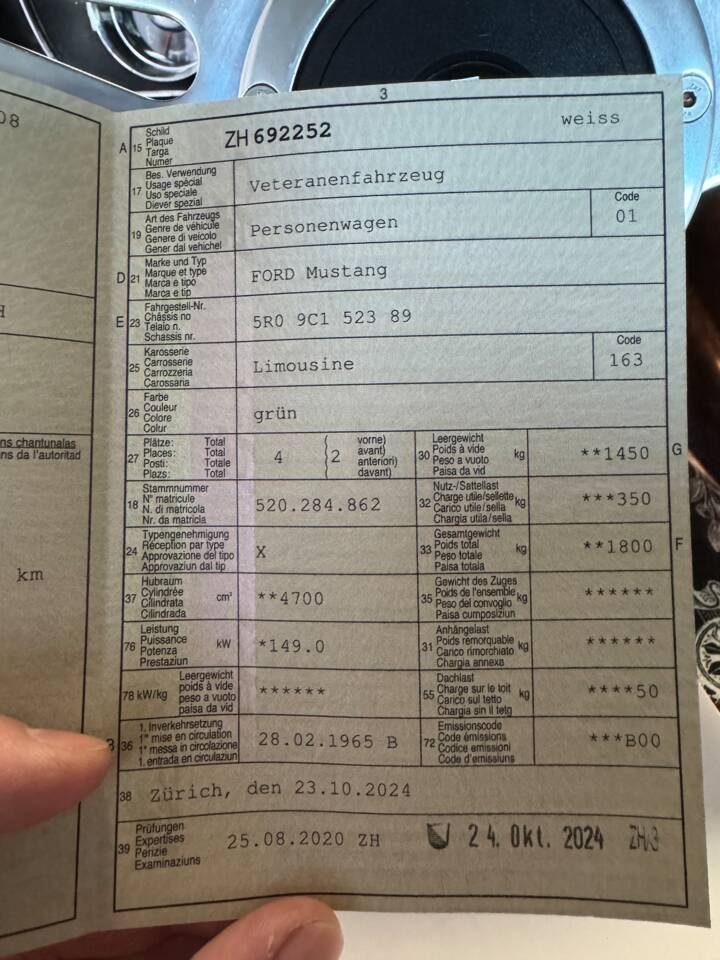 08
3
A 15 Schild
Plaque
Targa
Numer
ZH 692252 weiss
17 Bes. Verwendung
Usage spécial
Uso speciale
Diever spezial
Veteranenfahrzeug
19 Art des Fahrzeugs
Genre de véhicule
Genere di veicolo
Gener dal vehichel
Personenwagen
Code
01
D 21 Marke und Typ
Marque et type
Marca e tipo
Marca e tip
FORD Mustang
E 23 Fahrgestell-Nr.
Châssis no
Telaio n.
Schassis nr.
5R0 9C1 523 89
25 Karosserie
Carrosserie
Carrozzeria
Carossaria
Limousine
Code
163
26 Farbe
Couleur
Colore
Colur
grün
27 Plätze: Total
Places: Total
Posti: Totale
Plazs: Total
4 2 vorne)
avant)
anteriori)
davant)
30 Leergewicht
Poids à vide
Peso a vuoto
Paisa da vid
kg **1450 G
18 Stammnummer
N° matricule
N. di matricola
Nr. da matricla
520.284.862
32 Nutz-/Sattellast
Charge utile/sellette
Carico utile/sella
Chargia utila/sella
kg ***350
24 Typengenehmigung
Réception par type
Approvazione del tipo
Approvaziun dal tip
X
33 Gesamtgewicht
Poids total
Peso totale
Paisa totala
kg **1800 F
37 Hubraum
Cylindrée
Cilindrata
Cilindrada
cm³ **4700
35 Gewicht des Zuges
Poids de l'ensemble
Peso del convoglio
Paisa cumposiziun
kg ******
76 Leistung
Puissance
Potenza
Prestaziun
kW *149.0
31 Anhängelast
Poids remorquable
Carico rimorchiato
Chargia annexa
kg ******
78 kW/kg Leergewicht
poids à vide
peso a vuoto
paisa da vid
******
55 Dachlast
Charge sur le toit
Carico sul tetto
Chargia sin il tetg
kg ****50
B 36 1. Inverkehrsetzung
1re mise en circulation
1a messa in circolazione
1. entrada en circulaziun
28.02.1965 B
72 Emissionscode
Code émissions
Codice emissioni
Code d'emissiuns
***B00
38 Zürich, den 23.10.2024
39 Prüfungen
Expertises
Perizie
Examinaziuns
25.08.2020 ZH 24. Okt. 2024
ns chantunalas
ns da l'autoritad
km